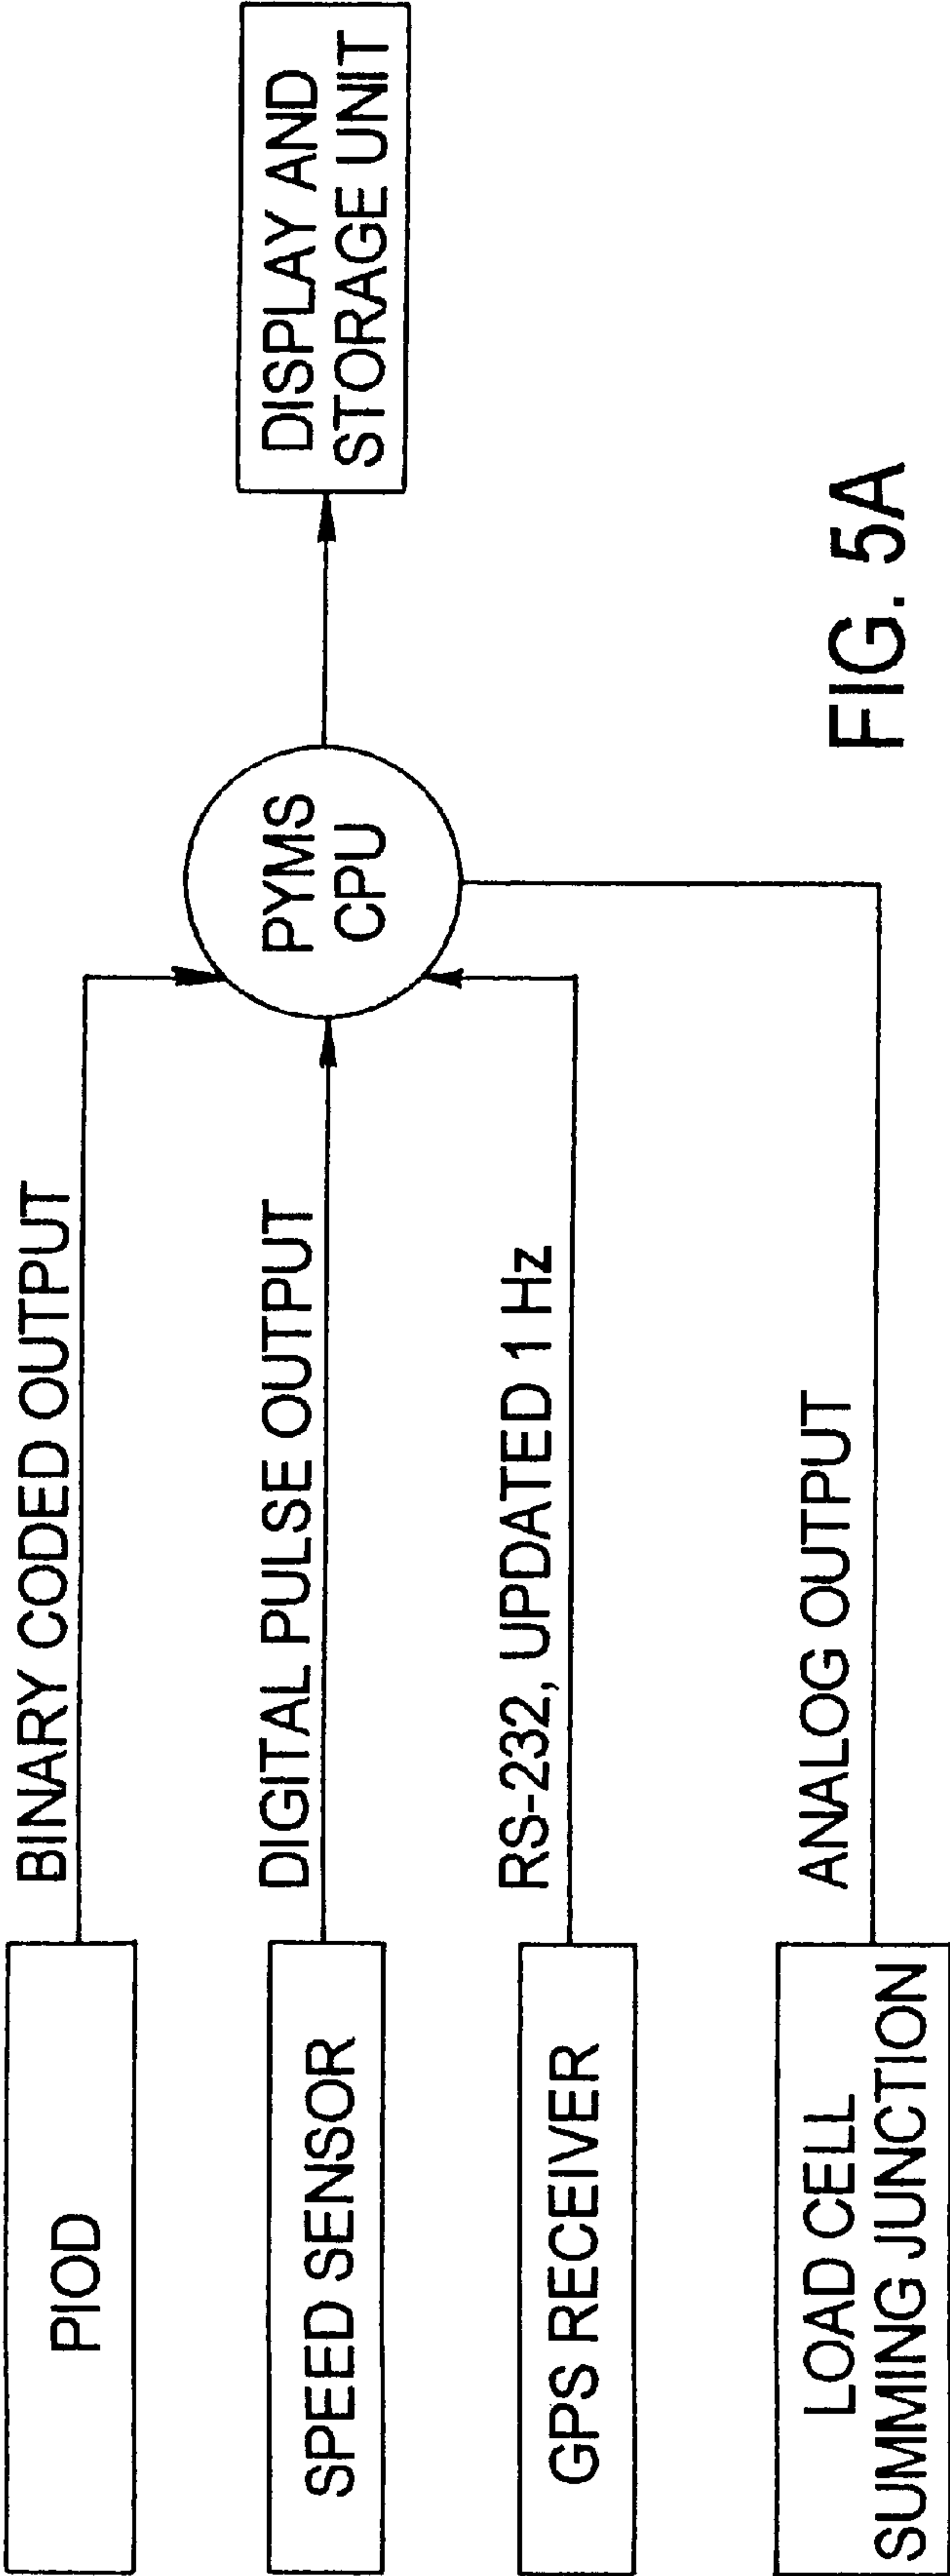 PIOD
BINARY CODED OUTPUT
SPEED SENSOR
DIGITAL PULSE OUTPUT
GPS RECEIVER
RS-232, UPDATED 1 Hz
LOAD CELL
SUMMING JUNCTION
ANALOG OUTPUT
PYMS
CPU
DISPLAY AND
STORAGE UNIT
FIG. 5A